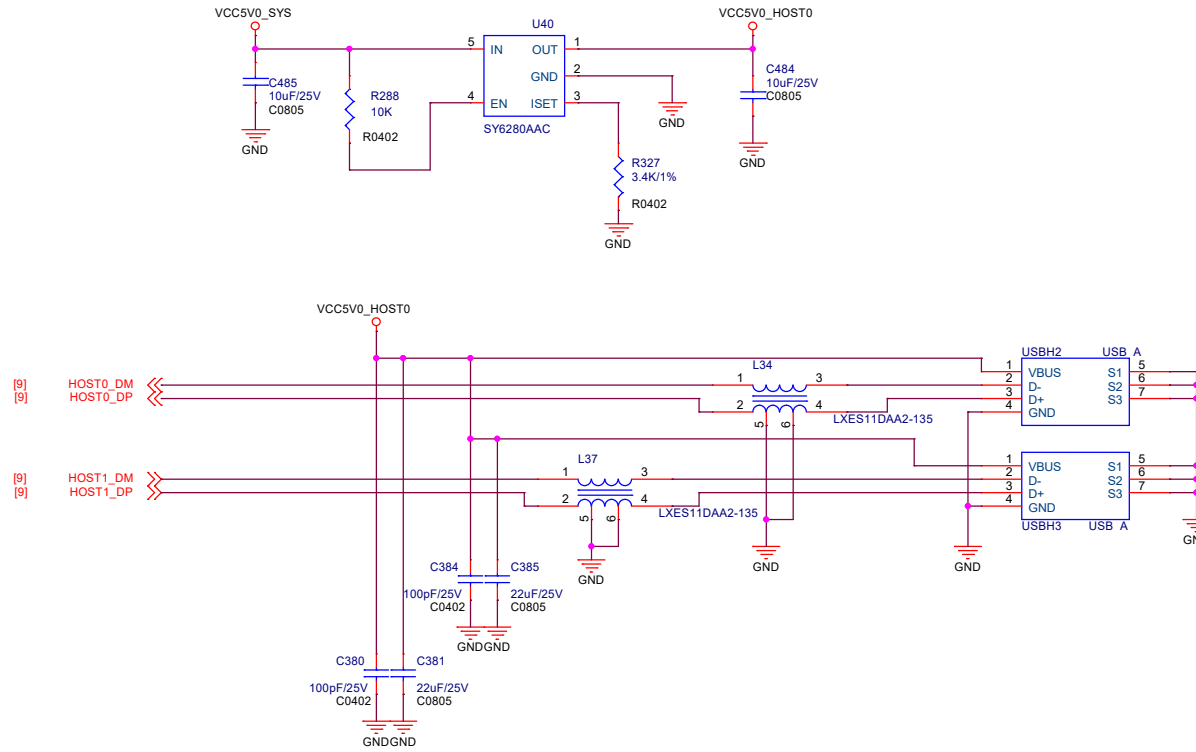 VCC5V0_SYS
VCC5V0_HOST0
U40
5 IN OUT 1
GND 2
4 EN ISET 3
SY6280AAC
C485
10uF/25V
C0805
GND
R288
10K
R0402
GND
C484
10uF/25V
C0805
GND
R327
3.4K/1%
R0402
GND
VCC5V0_HOST0
[9] HOST0_DM
[9] HOST0_DP
L34
1 3
2 4
5 6
LXES11DAA2-135
USBH2 USB_A
1 VBUS S1 5
2 D- S2 6
3 D+ S3 7
4 GND
[9] HOST1_DM
[9] HOST1_DP
L37
1 3
2 4
5 6
LXES11DAA2-135
1 VBUS S1 5
2 D- S2 6
3 D+ S3 7
4 GND
USBH3 USB_A
GND
GND
GND
C384
100pF/25V
C0402
C385
22uF/25V
C0805
GND GND
C380
100pF/25V
C0402
C381
22uF/25V
C0805
GND GND